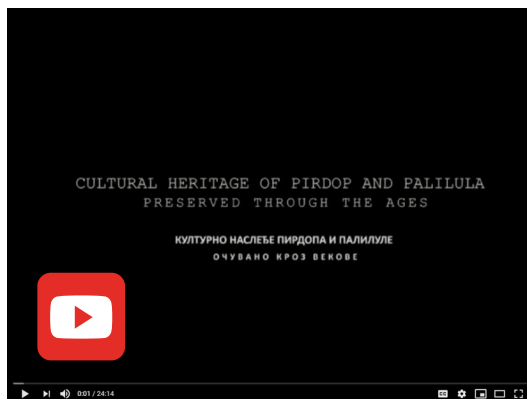 CULTURAL HERITAGE OF PIRDOP AND PALILULA
PRESERVED THROUGH THE AGES
КУЛТУРНО НАСЛЕЂЕ ПИРДОПА И ПАЛИЛУЛЕ
ОЧУВАНО КРОЗ ВЕКОВЕ
0:01 / 24:14
CC